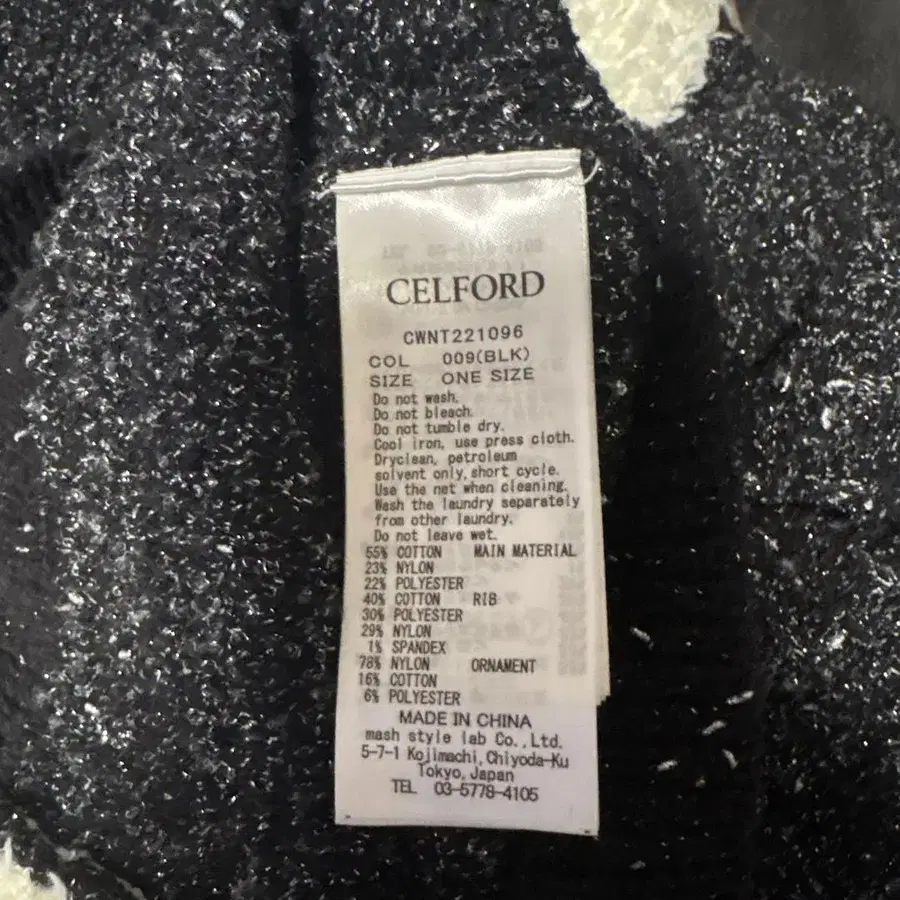 CELFORD
CWNT221096
COL 009(BLK)
SIZE ONE SIZE
Do not wash.
Do not bleach.
Do not tumble dry.
Cool iron, use press cloth.
Dryclean, petroleum
solvent only, short cycle.
Use the net when cleaning.
Wash the laundry separately
from other laundry.
Do not leave wet.
55% COTTON MAIN MATERIAL
23% NYLON
22% POLYESTER
40% COTTON RIB
30% POLYESTER
29% NYLON
1% SPANDEX
78% NYLON ORNAMENT
16% COTTON
6% POLYESTER
MADE IN CHINA
mash style lab Co.,Ltd.
5-7-1 Kojimachi, Chiyoda-Ku
Tokyo, Japan
TEL 03-5778-4105